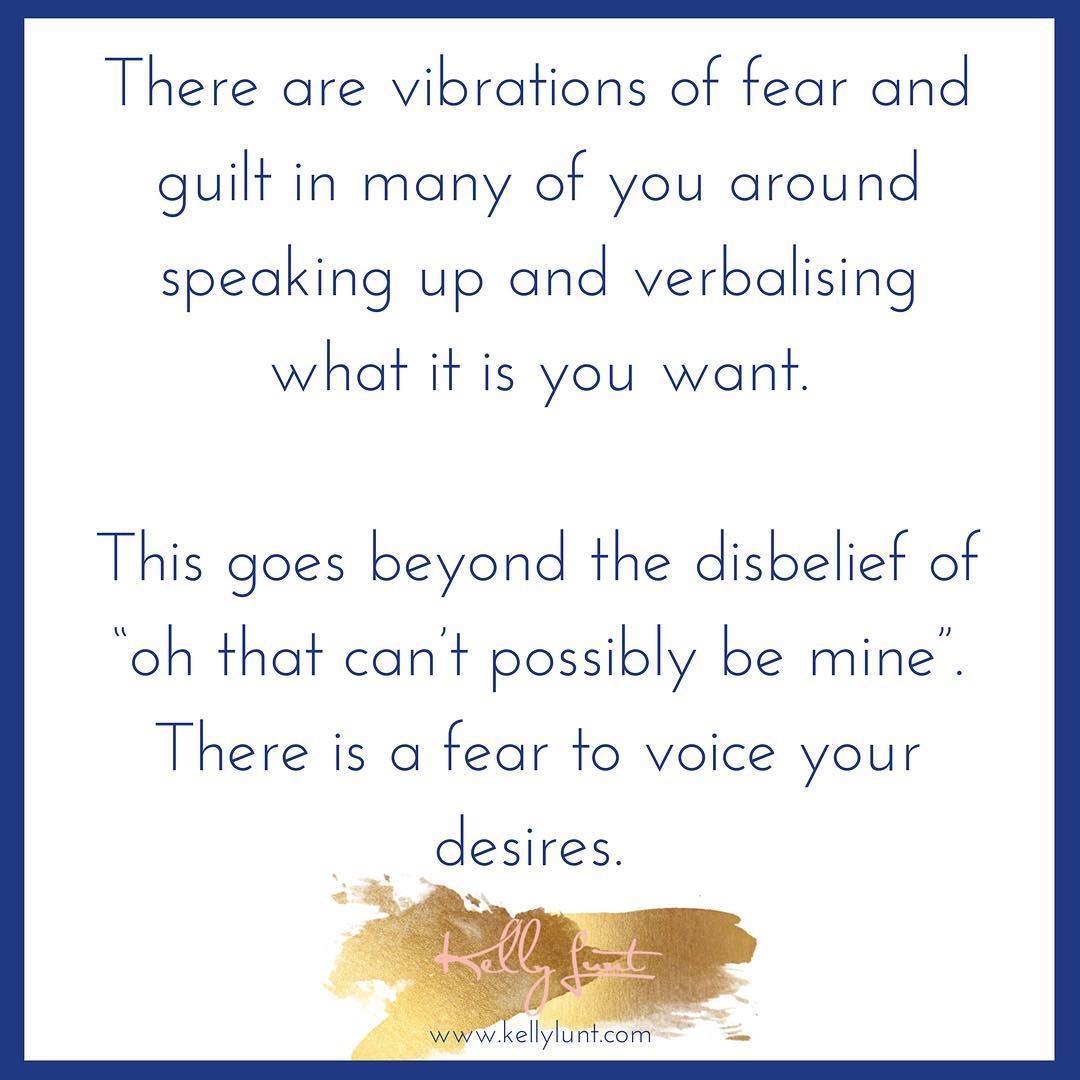 There are vibrations of fear and
guilt in many of you around
speaking up and verbalising
what it is you want.
This goes beyond the disbelief of
“oh that can’t possibly be mine”.
There is a fear to voice your
desires.
Kelly Lunt
www.kellylunt.com